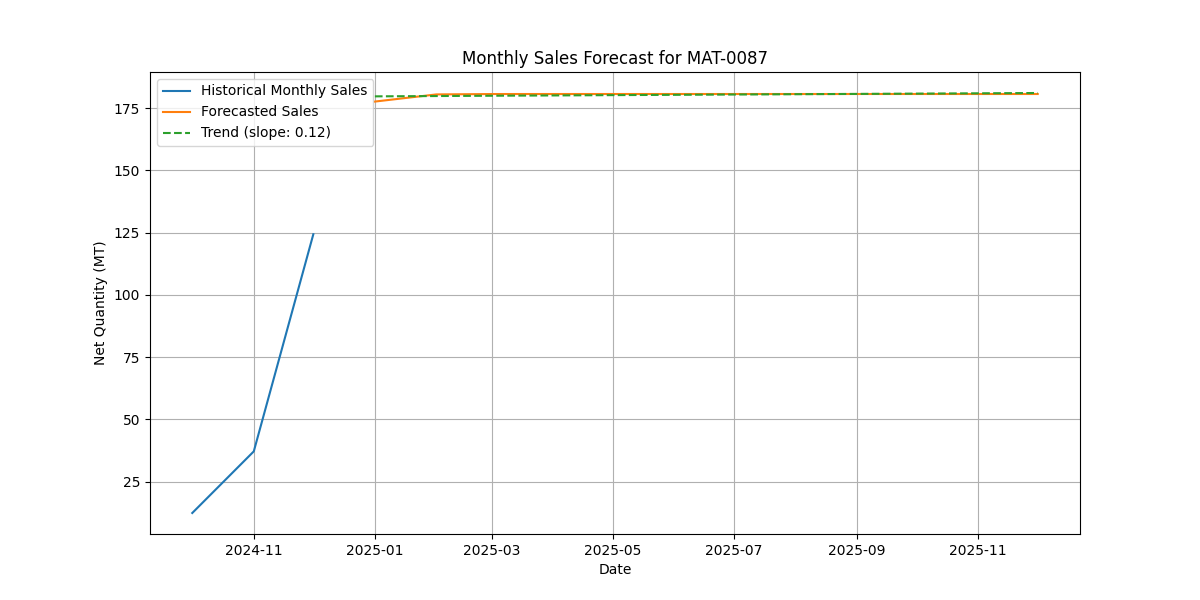 Monthly Sales Forecast for MAT-0087
Historical Monthly Sales
Forecasted Sales
Trend (slope: 0.12)
Net Quantity (MT)
175
150
125
100
75
50
25
2024-11
2025-01
2025-03
2025-05
2025-07
2025-09
2025-11
Date